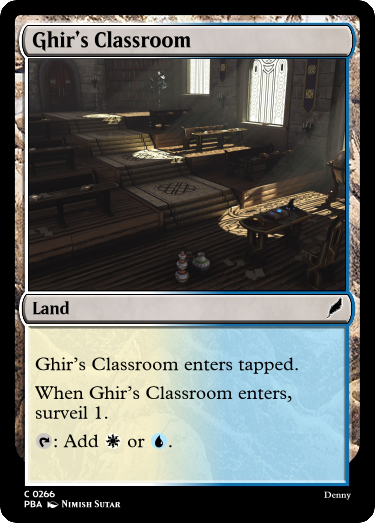 Ghir's Classroom
Land
Ghir's Classroom enters tapped.
When Ghir's Classroom enters,
surveil 1.
: Add or .
C 0266
PBA Nimish Sutar
Denny